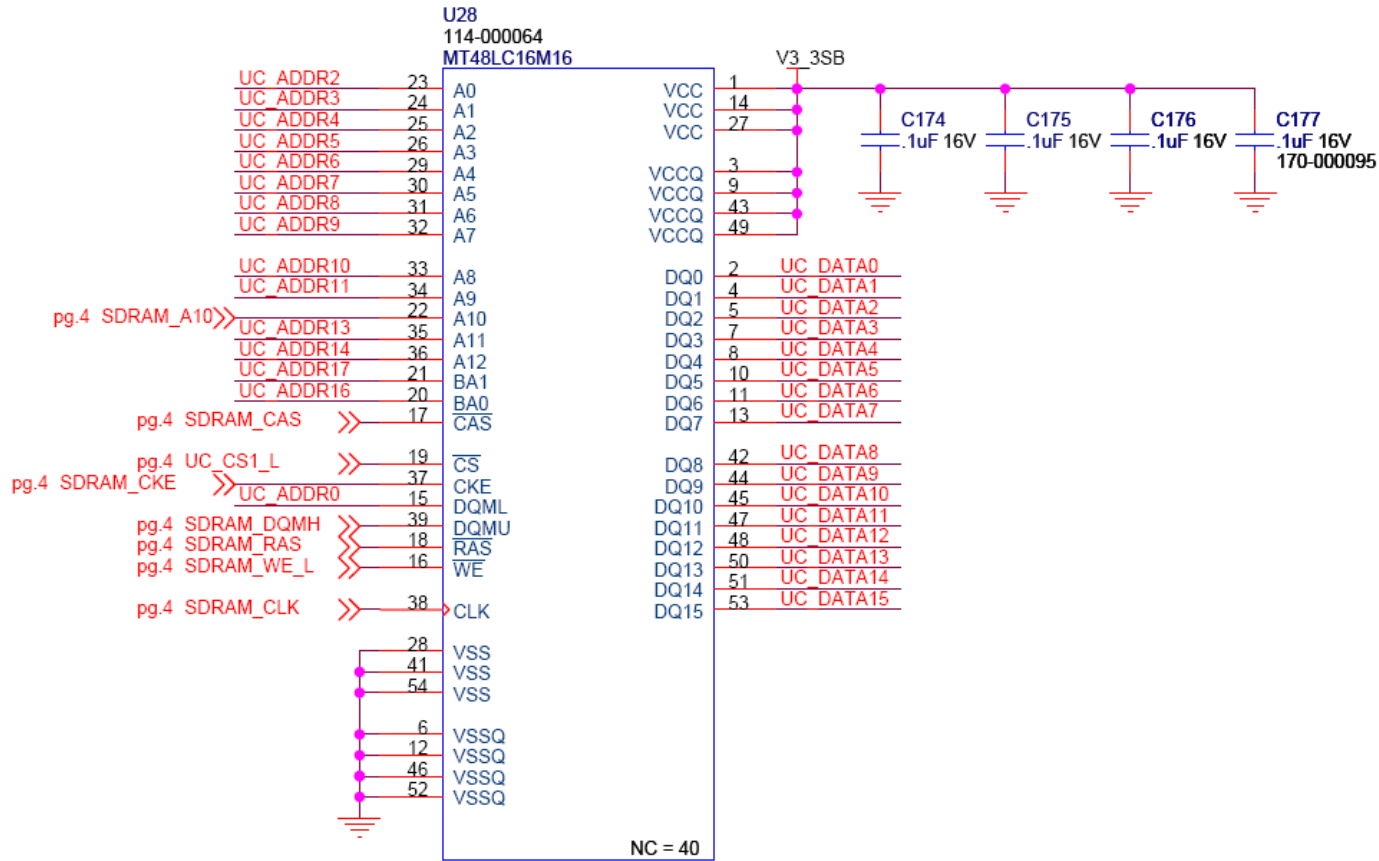 U28
114-000064
MT48LC16M16
V3_3SB
UC_ADDR2 23 A0 VCC 1
UC_ADDR3 24 A1 VCC 14
UC_ADDR4 25 A2 VCC 27
UC_ADDR5 26 A3
UC_ADDR6 29 A4 VCCQ 3
UC_ADDR7 30 A5 VCCQ 9
UC_ADDR8 31 A6 VCCQ 43
UC_ADDR9 32 A7 VCCQ 49
C174
.1uF 16V
C175
.1uF 16V
C176
.1uF 16V
C177
.1uF 16V
170-000095
UC_ADDR10 33 A8 DQ0 2 UC_DATA0
UC_ADDR11 34 A9 DQ1 4 UC_DATA1
pg.4 SDRAM_A10 22 A10 DQ2 5 UC_DATA2
UC_ADDR13 35 A11 DQ3 7 UC_DATA3
UC_ADDR14 36 A12 DQ4 8 UC_DATA4
UC_ADDR17 21 BA1 DQ5 10 UC_DATA5
UC_ADDR16 20 BA0 DQ6 11 UC_DATA6
pg.4 SDRAM_CAS 17 CAS DQ7 13 UC_DATA7
pg.4 UC_CS1_L 19 CS DQ8 42 UC_DATA8
pg.4 SDRAM_CKE 37 CKE DQ9 44 UC_DATA9
UC_ADDR0 15 DQML DQ10 45 UC_DATA10
pg.4 SDRAM_DQMH 39 DQMU DQ11 47 UC_DATA11
pg.4 SDRAM_RAS 18 RAS DQ12 48 UC_DATA12
pg.4 SDRAM_WE_L 16 WE DQ13 50 UC_DATA13
DQ14 51 UC_DATA14
pg.4 SDRAM_CLK 38 CLK DQ15 53 UC_DATA15
28 VSS
41 VSS
54 VSS
6 VSSQ
12 VSSQ
46 VSSQ
52 VSSQ
NC = 40